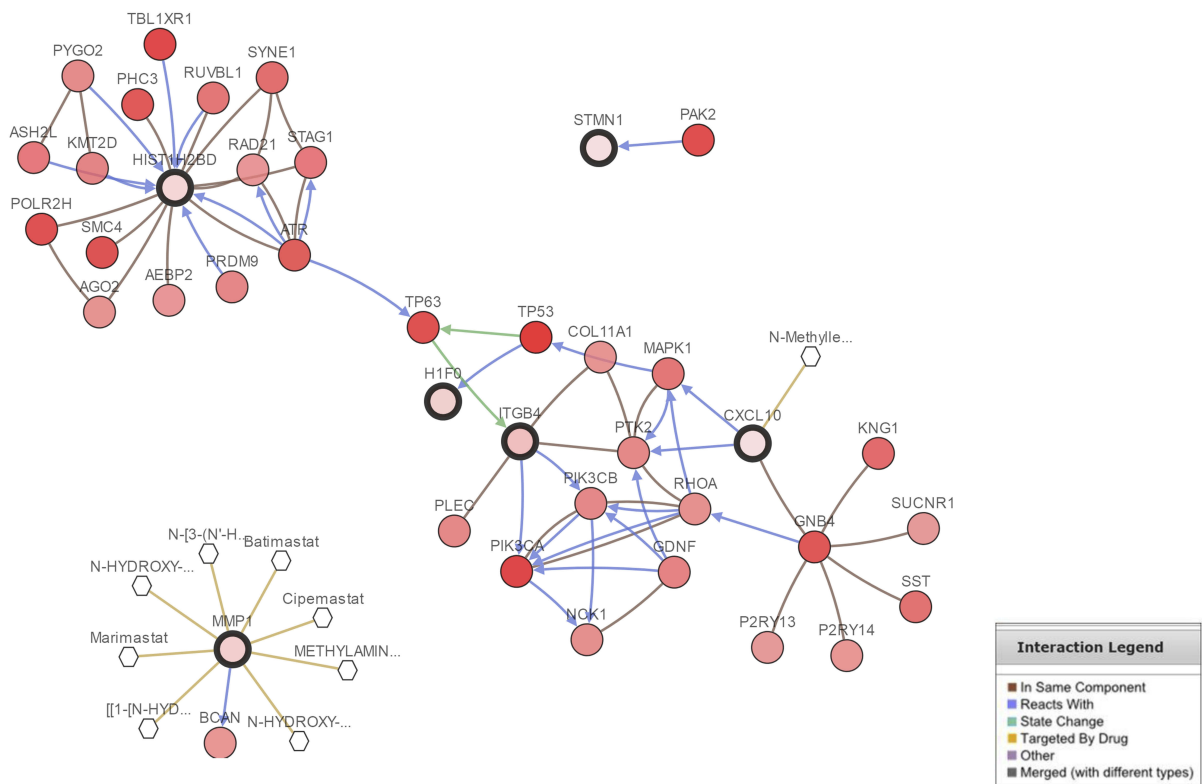 TBL1XR1
PYGO2
SYNE1
PHC3
RUVBL1
STMN1
PAK2
ASH2L
KMT2D
RAD21
STAG1
HIST1H2BD
POLR2H
SMC4
ATR
AGO2
AEBP2
PRDM9
TP63
TP53
COL11A1
MAPK1
N-Methylle...
H1F0
ITGB4
PTK2
CXCL10
KNG1
PLEC
PIK3CB
RHOA
SUCNR1
GNB4
PIK3CA
GDNF
SST
NCK1
P2RY13
P2RY14
N-[3-(N'-H...
Batimastat
N-HYDROXY-...
Cipemastat
MMP1
Marimastat
METHYLAMIN...
[[1-[N-HYD...
BCAN
N-HYDROXY-...
Interaction Legend
In Same Component
Reacts With
State Change
Targeted By Drug
Other
Merged (with different types)